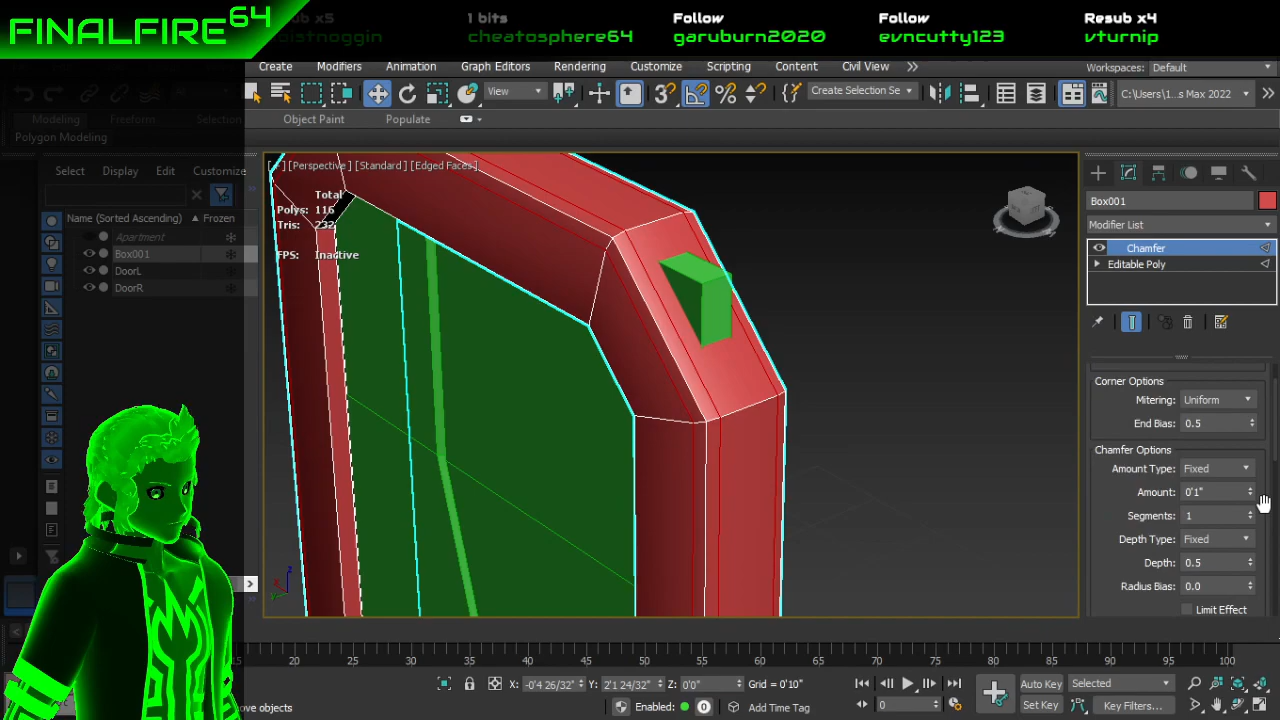 FINALFIRE64
Resub x5
1 bits
cheatosphere64
Follow
garuburn2020
Follow
evncutty123
Resub x4
vturnip
Create Modifiers Animation Graph Editors Rendering Customize Scripting Content Civil View
Workspaces: Default
View
Create Selection Se
C:\Users\1...s Max 2022
Modeling Freeform Selection Object Paint Populate
Polygon Modeling
Select Display Edit Customize
Name (Sorted Ascending) Frozen
Apartment
Box001
DoorL
DoorR
[Perspective] [Standard] [Edged Faces]
Total
Polys: 116
Tris: 232
FPS: Inactive
Box001
Modifier List
Chamfer
Editable Poly
Corner Options
Mitering: Uniform
End Bias: 0.5
Chamfer Options
Amount Type: Fixed
Amount: 0'1"
Segments: 1
Depth Type: Fixed
Depth: 0.5
Radius Bias: 0.0
Limit Effect
15 20 25 30 35 40 45 50 55 60 65 70 75 80 85 90 95 100
X: -0'4 26/32" Y: 2'1 24/32" Z: 0'0" Grid = 0'10"
Auto Key Selected
ove objects
Enabled: 0 Add Time Tag
0
Set Key Key Filters...